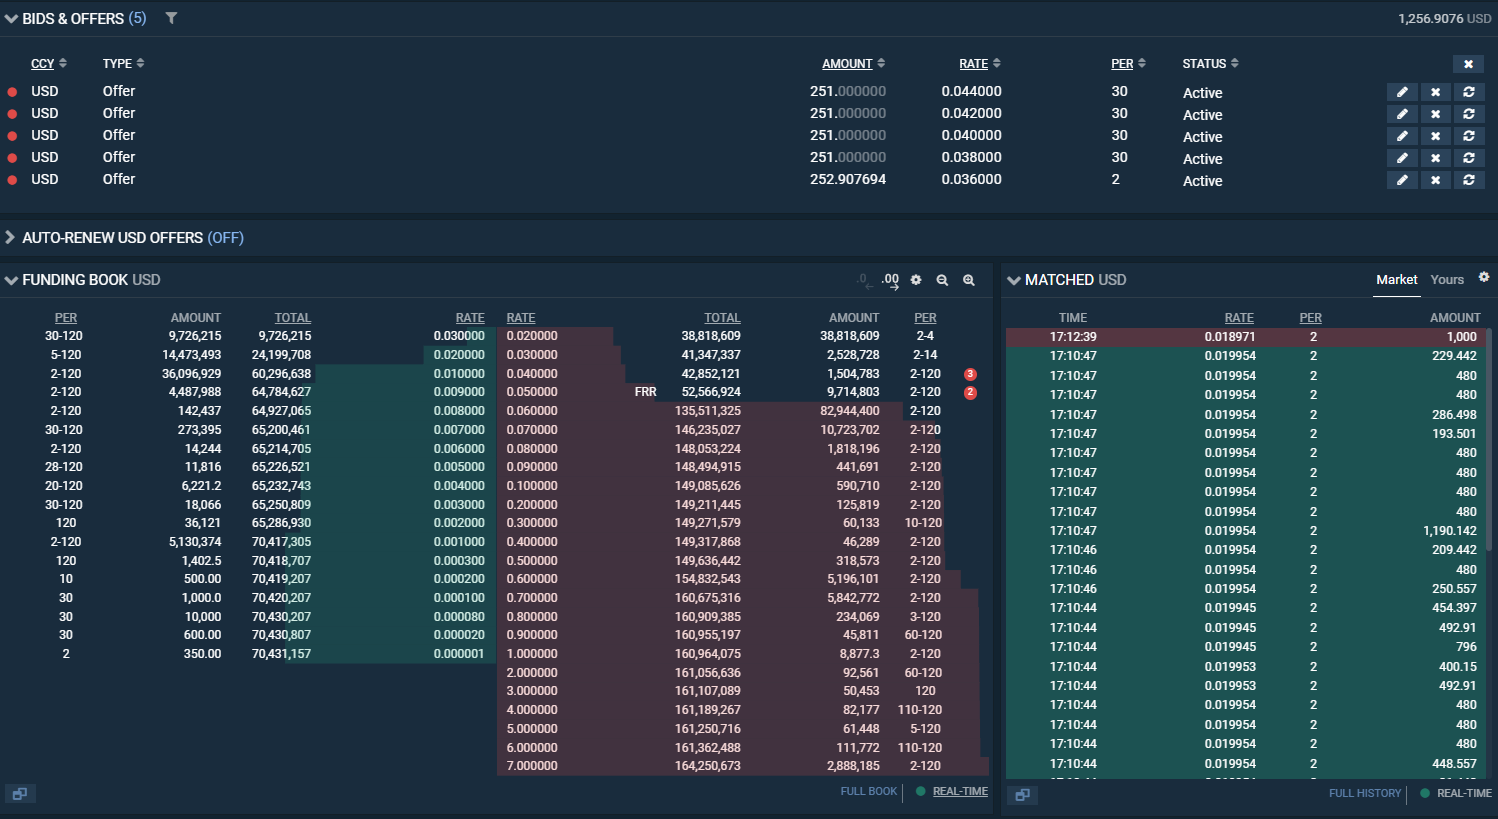 BIDS & OFFERS (5) 1,256.9076 USD
CCY TYPE AMOUNT RATE PER STATUS
USD Offer 251.000000 0.044000 30 Active
USD Offer 251.000000 0.042000 30 Active
USD Offer 251.000000 0.040000 30 Active
USD Offer 251.000000 0.038000 30 Active
USD Offer 252.907694 0.036000 2 Active
AUTO-RENEW USD OFFERS (OFF)
FUNDING BOOK USD .0 .00
PER AMOUNT TOTAL RATE RATE TOTAL AMOUNT PER
30-120 9,726,215 9,726,215 0.030000 0.020000 38,818,609 38,818,609 2-4
5-120 14,473,493 24,199,708 0.020000 0.030000 41,347,337 2,528,728 2-14
2-120 36,096,929 60,296,638 0.010000 0.040000 42,852,121 1,504,783 2-120 3
2-120 4,487,988 64,784,627 0.009000 0.050000 FRR 52,566,924 9,714,803 2-120 2
2-120 142,437 64,927,065 0.008000 0.060000 135,511,325 82,944,400 2-120
30-120 273,395 65,200,461 0.007000 0.070000 146,235,027 10,723,702 2-120
2-120 14,244 65,214,705 0.006000 0.080000 148,053,224 1,818,196 2-120
28-120 11,816 65,226,521 0.005000 0.090000 148,494,915 441,691 2-120
20-120 6,221.2 65,232,743 0.004000 0.100000 149,085,626 590,710 2-120
30-120 18,066 65,250,809 0.003000 0.200000 149,211,445 125,819 2-120
120 36,121 65,286,930 0.002000 0.300000 149,271,579 60,133 10-120
2-120 5,130,374 70,417,305 0.001000 0.400000 149,317,868 46,289 2-120
120 1,402.5 70,418,707 0.000300 0.500000 149,636,442 318,573 2-120
10 500.00 70,419,207 0.000200 0.600000 154,832,543 5,196,101 2-120
30 1,000.0 70,420,207 0.000100 0.700000 160,675,316 5,842,772 2-120
30 10,000 70,430,207 0.000080 0.800000 160,909,385 234,069 3-120
30 600.00 70,430,807 0.000020 0.900000 160,955,197 45,811 60-120
2 350.00 70,431,157 0.000001 1.000000 160,964,075 8,877.3 2-120
2.000000 161,056,636 92,561 60-120
3.000000 161,107,089 50,453 120
4.000000 161,189,267 82,177 110-120
5.000000 161,250,716 61,448 5-120
6.000000 161,362,488 111,772 110-120
7.000000 164,250,673 2,888,185 2-120
FULL BOOK REAL-TIME
MATCHED USD Market Yours
TIME RATE PER AMOUNT
17:12:39 0.018971 2 1,000
17:10:47 0.019954 2 229.442
17:10:47 0.019954 2 480
17:10:47 0.019954 2 480
17:10:47 0.019954 2 286.498
17:10:47 0.019954 2 193.501
17:10:47 0.019954 2 480
17:10:47 0.019954 2 480
17:10:47 0.019954 2 480
17:10:47 0.019954 2 480
17:10:47 0.019954 2 1,190.142
17:10:46 0.019954 2 209.442
17:10:46 0.019954 2 480
17:10:46 0.019954 2 250.557
17:10:44 0.019945 2 454.397
17:10:44 0.019945 2 492.91
17:10:44 0.019945 2 796
17:10:44 0.019953 2 400.15
17:10:44 0.019953 2 492.91
17:10:44 0.019954 2 480
17:10:44 0.019954 2 480
17:10:44 0.019954 2 480
17:10:44 0.019954 2 448.557
FULL HISTORY REAL-TIME